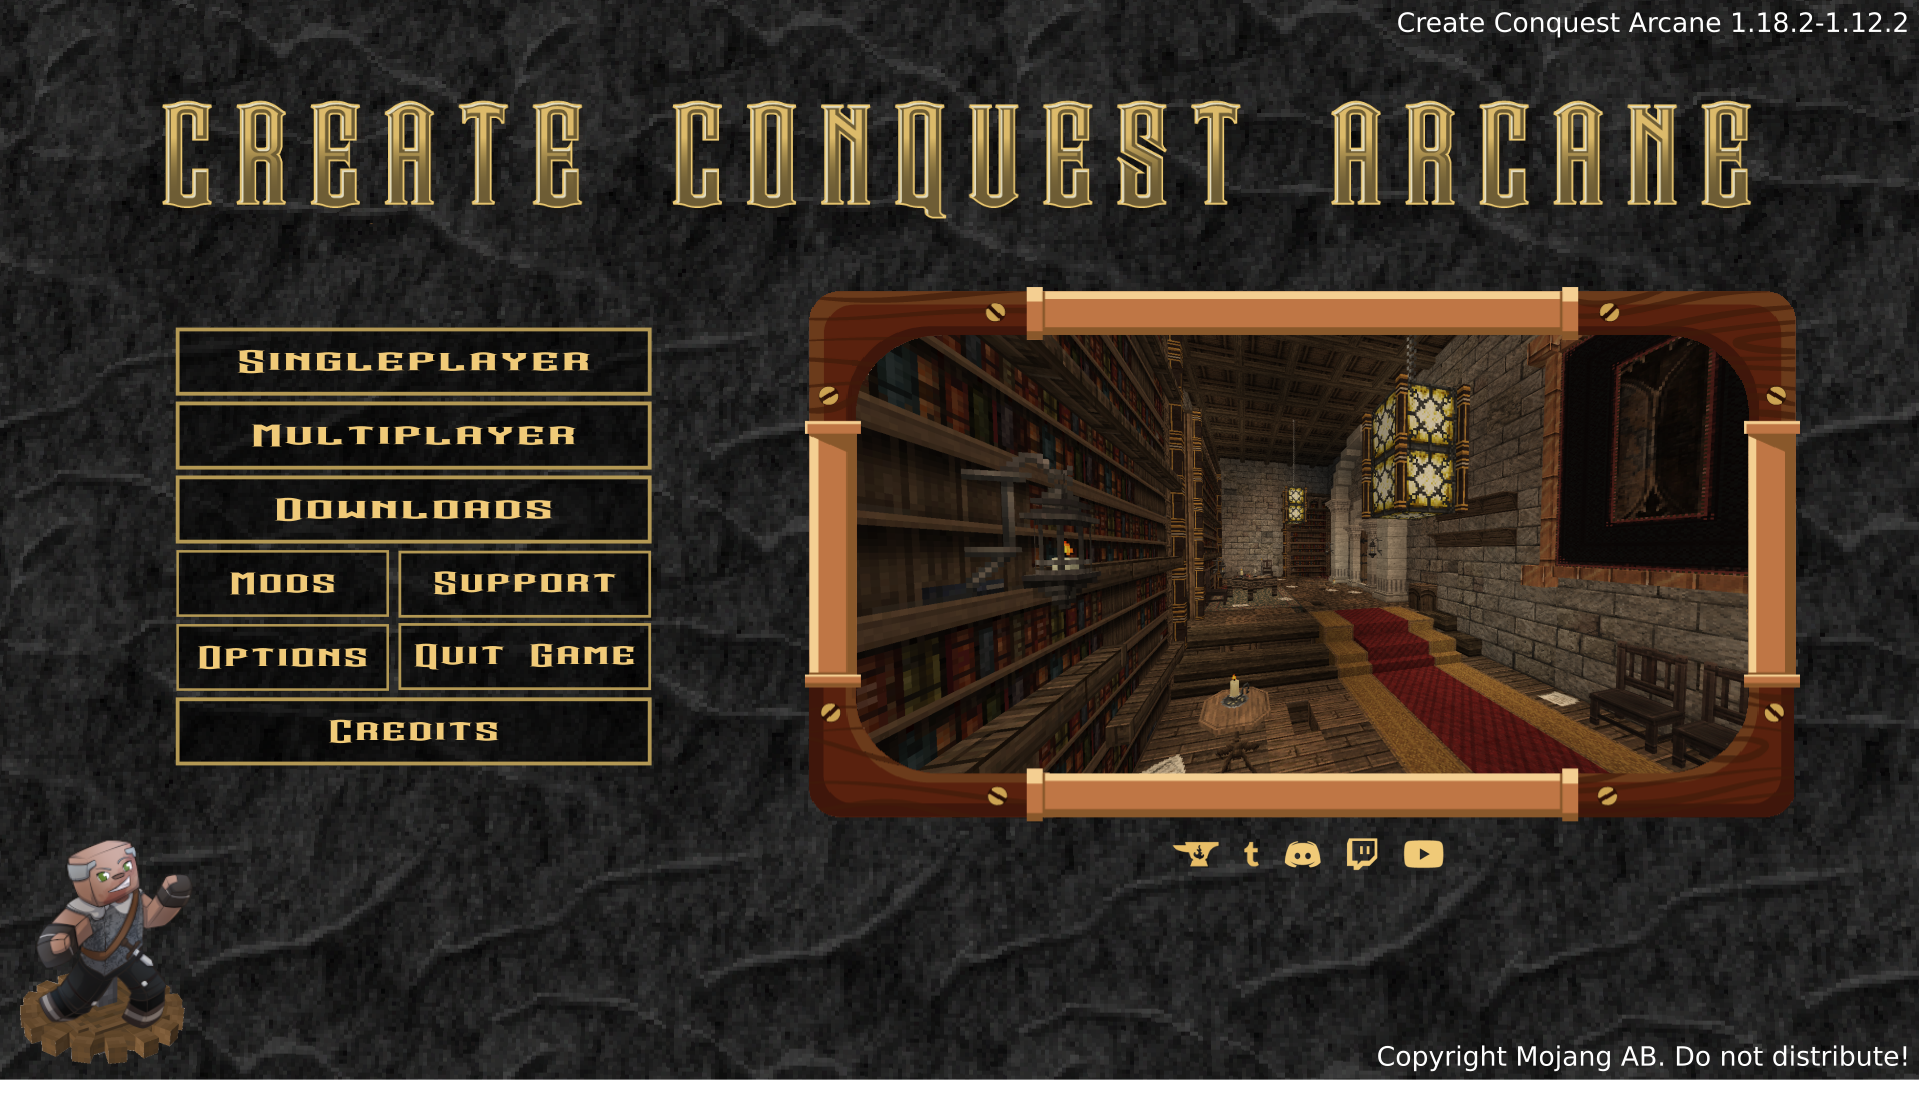 Create Conquest Arcane 1.18.2-1.12.2
CREATE CONQUEST ARCANE
SINGLEPLAYER
MULTIPLAYER
DOWNLOADS
MODS SUPPORT
OPTIONS QUIT GAME
CREDITS
t
Copyright Mojang AB. Do not distribute!